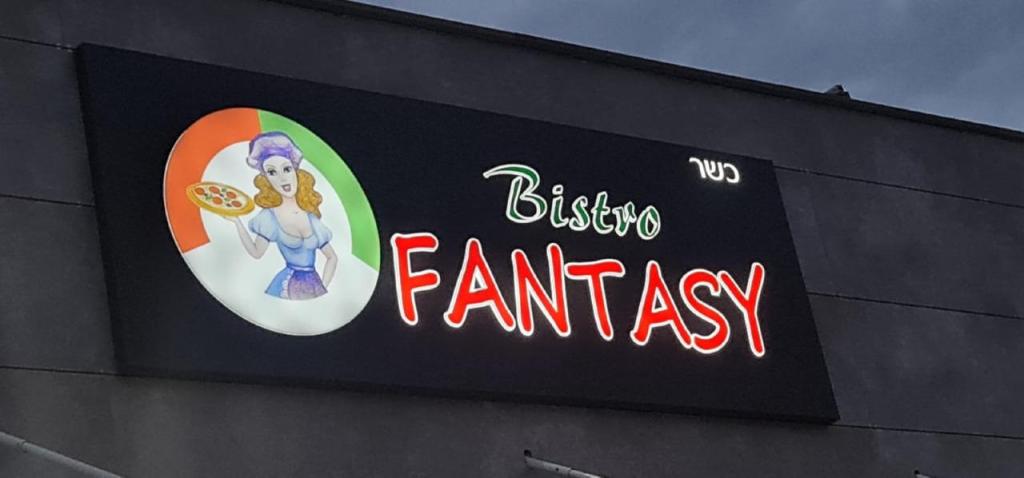 כשר
Bistro
FANTASY